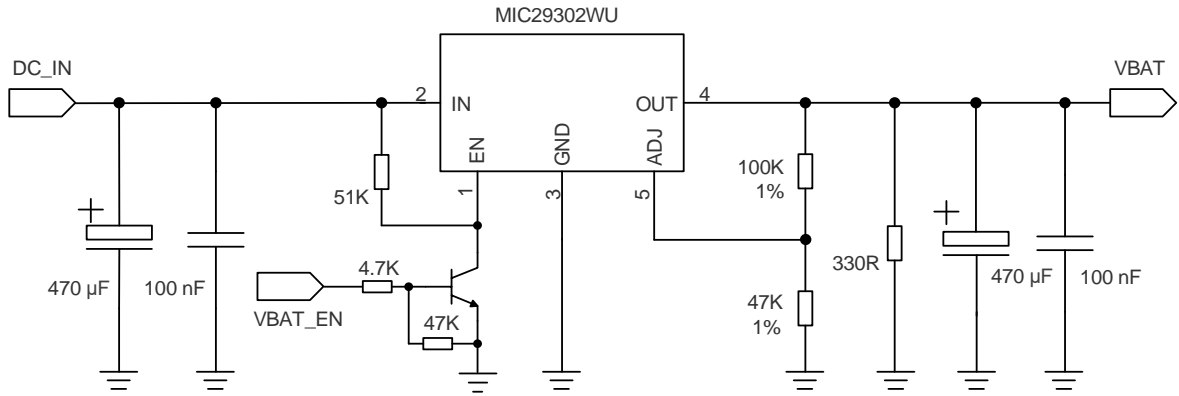 MIC29302WU
DC_IN
VBAT
2
IN
OUT
4
EN
GND
ADJ
1
3
5
51K
100K
1%
+
470 µF
100 nF
4.7K
VBAT_EN
47K
47K
1%
330R
+
470 µF
100 nF